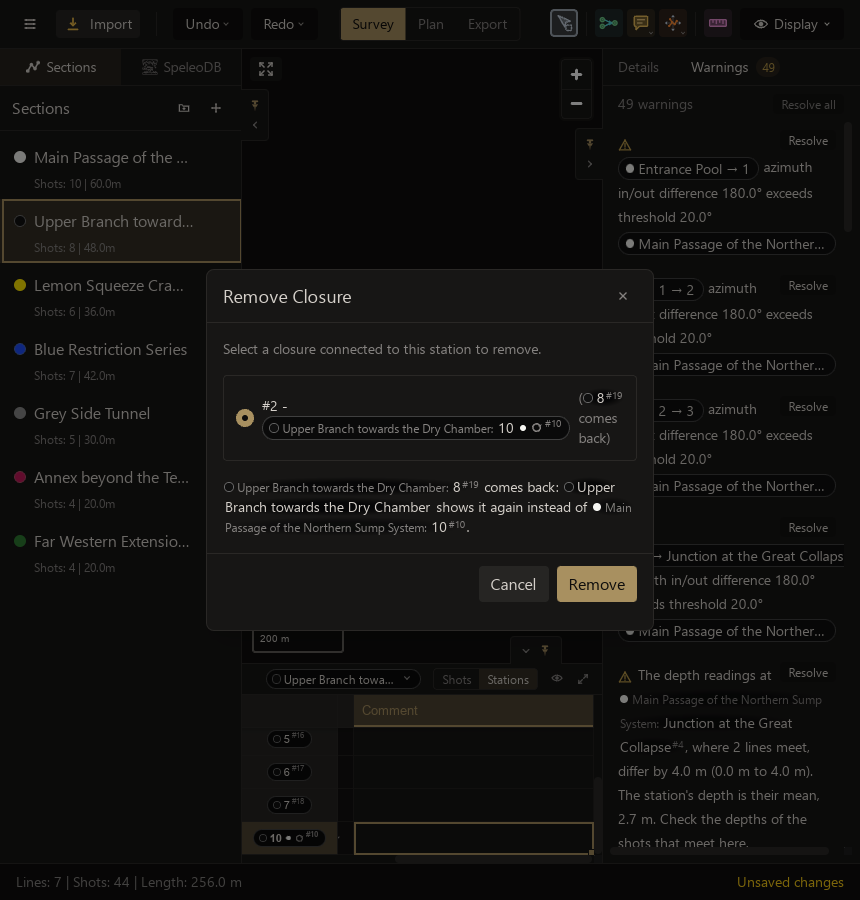 Import
Undo
Redo
Survey
Plan
Export
Display
Sections
SpeleoDB
Details
Warnings 49
Sections
49 warnings
Resolve all
Main Passage of the ...
Shots: 10 | 60.0m
Upper Branch toward...
Shots: 8 | 48.0m
Lemon Squeeze Cra...
Shots: 6 | 36.0m
Blue Restriction Series
Shots: 7 | 42.0m
Grey Side Tunnel
Shots: 5 | 30.0m
Annex beyond the Te...
Shots: 4 | 20.0m
Far Western Extensio...
Shots: 4 | 20.0m
Resolve
Entrance Pool → 1 azimuth
in/out difference 180.0° exceeds
threshold 20.0°
Main Passage of the Norther...
Resolve
1 → 2 azimuth
difference 180.0° exceeds
20.0°
Main Passage of the Norther...
Resolve
2 → 3 azimuth
difference 180.0° exceeds
20.0°
Main Passage of the Norther...
Resolve
→ Junction at the Great Collaps
in/out difference 180.0°
threshold 20.0°
Main Passage of the Norther...
Resolve
The depth readings at
Main Passage of the Northern Sump
System: Junction at the Great
Collapse#4, where 2 lines meet,
differ by 4.0 m (0.0 m to 4.0 m).
The station's depth is their mean,
2.7 m. Check the depths of the
shots that meet here.
Remove Closure
×
Select a closure connected to this station to remove.
#2 -
Upper Branch towards the Dry Chamber: 10 #10
(8#19
comes
back)
Upper Branch towards the Dry Chamber: 8#19 comes back: Upper
Branch towards the Dry Chamber shows it again instead of Main
Passage of the Northern Sump System: 10#10.
Cancel
Remove
200 m
Upper Branch towa...
Shots
Stations
Comment
5#16
6#17
7#18
10 #10
Lines: 7 | Shots: 44 | Length: 256.0 m
Unsaved changes